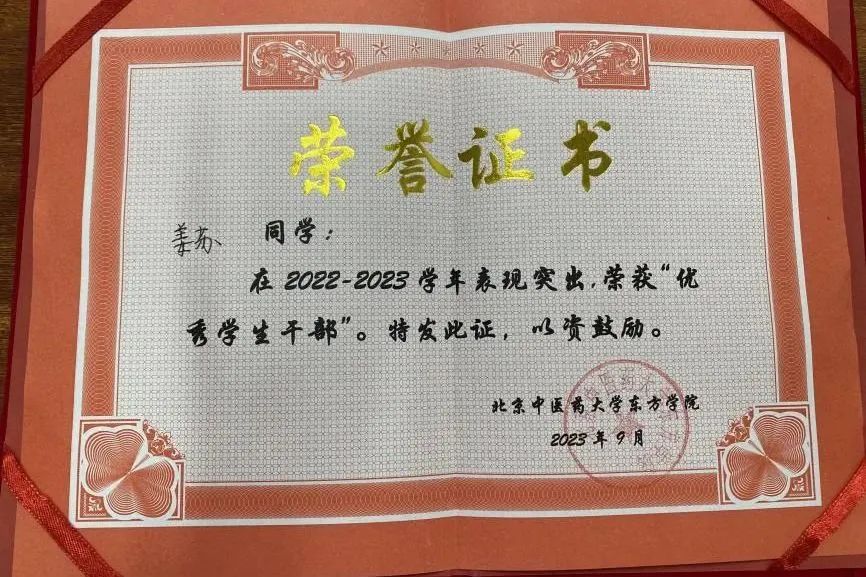 荣誉证书
姜苏 同学：
在2022-2023学年表现突出,荣获“优
秀学生干部”。特发此证，以资鼓励。
北京中医药大学东方学院
2023年9月